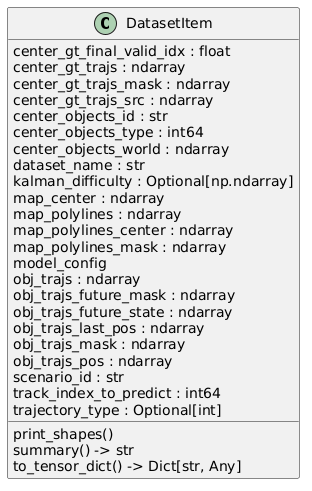 C DatasetItem
center_gt_final_valid_idx : float
center_gt_trajs : ndarray
center_gt_trajs_mask : ndarray
center_gt_trajs_src : ndarray
center_objects_id : str
center_objects_type : int64
center_objects_world : ndarray
dataset_name : str
kalman_difficulty : Optional[np.ndarray]
map_center : ndarray
map_polylines : ndarray
map_polylines_center : ndarray
map_polylines_mask : ndarray
model_config
obj_trajs : ndarray
obj_trajs_future_mask : ndarray
obj_trajs_future_state : ndarray
obj_trajs_last_pos : ndarray
obj_trajs_mask : ndarray
obj_trajs_pos : ndarray
scenario_id : str
track_index_to_predict : int64
trajectory_type : Optional[int]
print_shapes()
summary() -> str
to_tensor_dict() -> Dict[str, Any]